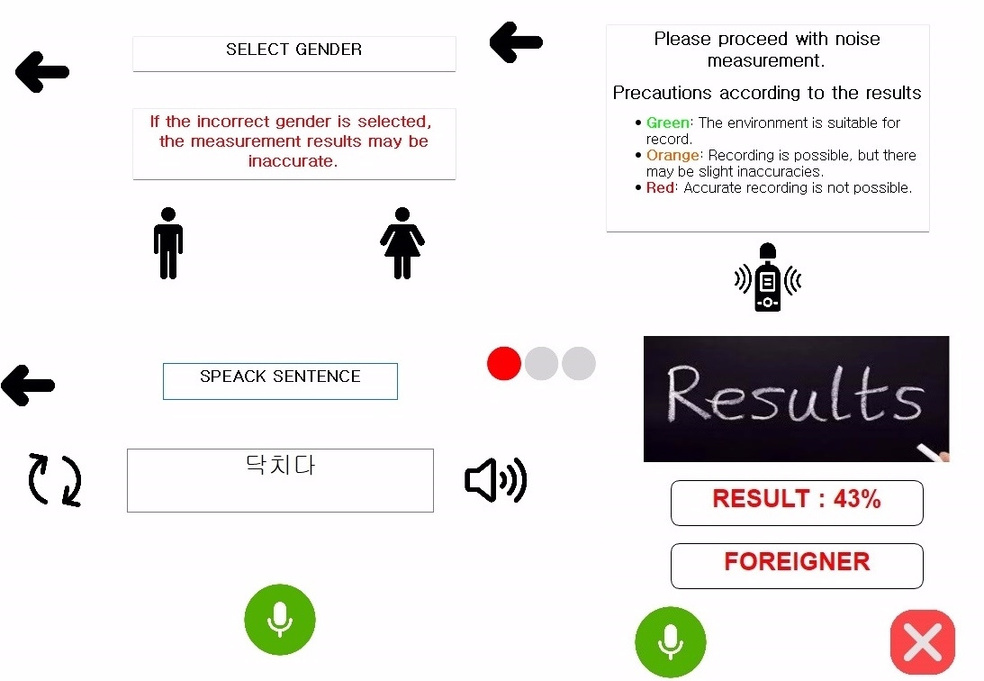 SELECT GENDER
If the incorrect gender is selected,
the measurement results may be
inaccurate.
Please proceed with noise
measurement.
Precautions according to the results
• Green: The environment is suitable for
record.
• Orange: Recording is possible, but there
may be slight inaccuracies.
• Red: Accurate recording is not possible.
SPEACK SENTENCE
닥치다
Results
RESULT : 43%
FOREIGNER